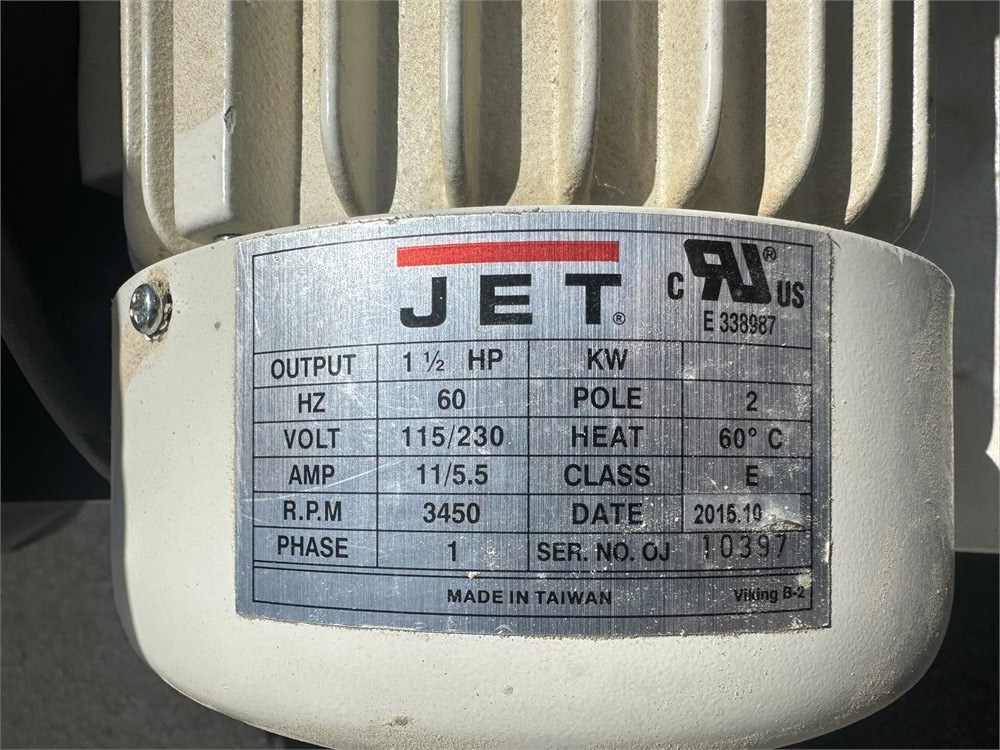 JET®
C RU® US
E 338987
OUTPUT 1 ½ HP KW
HZ 60 POLE 2
VOLT 115/230 HEAT 60° C
AMP 11/5.5 CLASS E
R.P.M 3450 DATE 2015.10
PHASE 1 SER. NO. OJ 10397
MADE IN TAIWAN Viking B-2